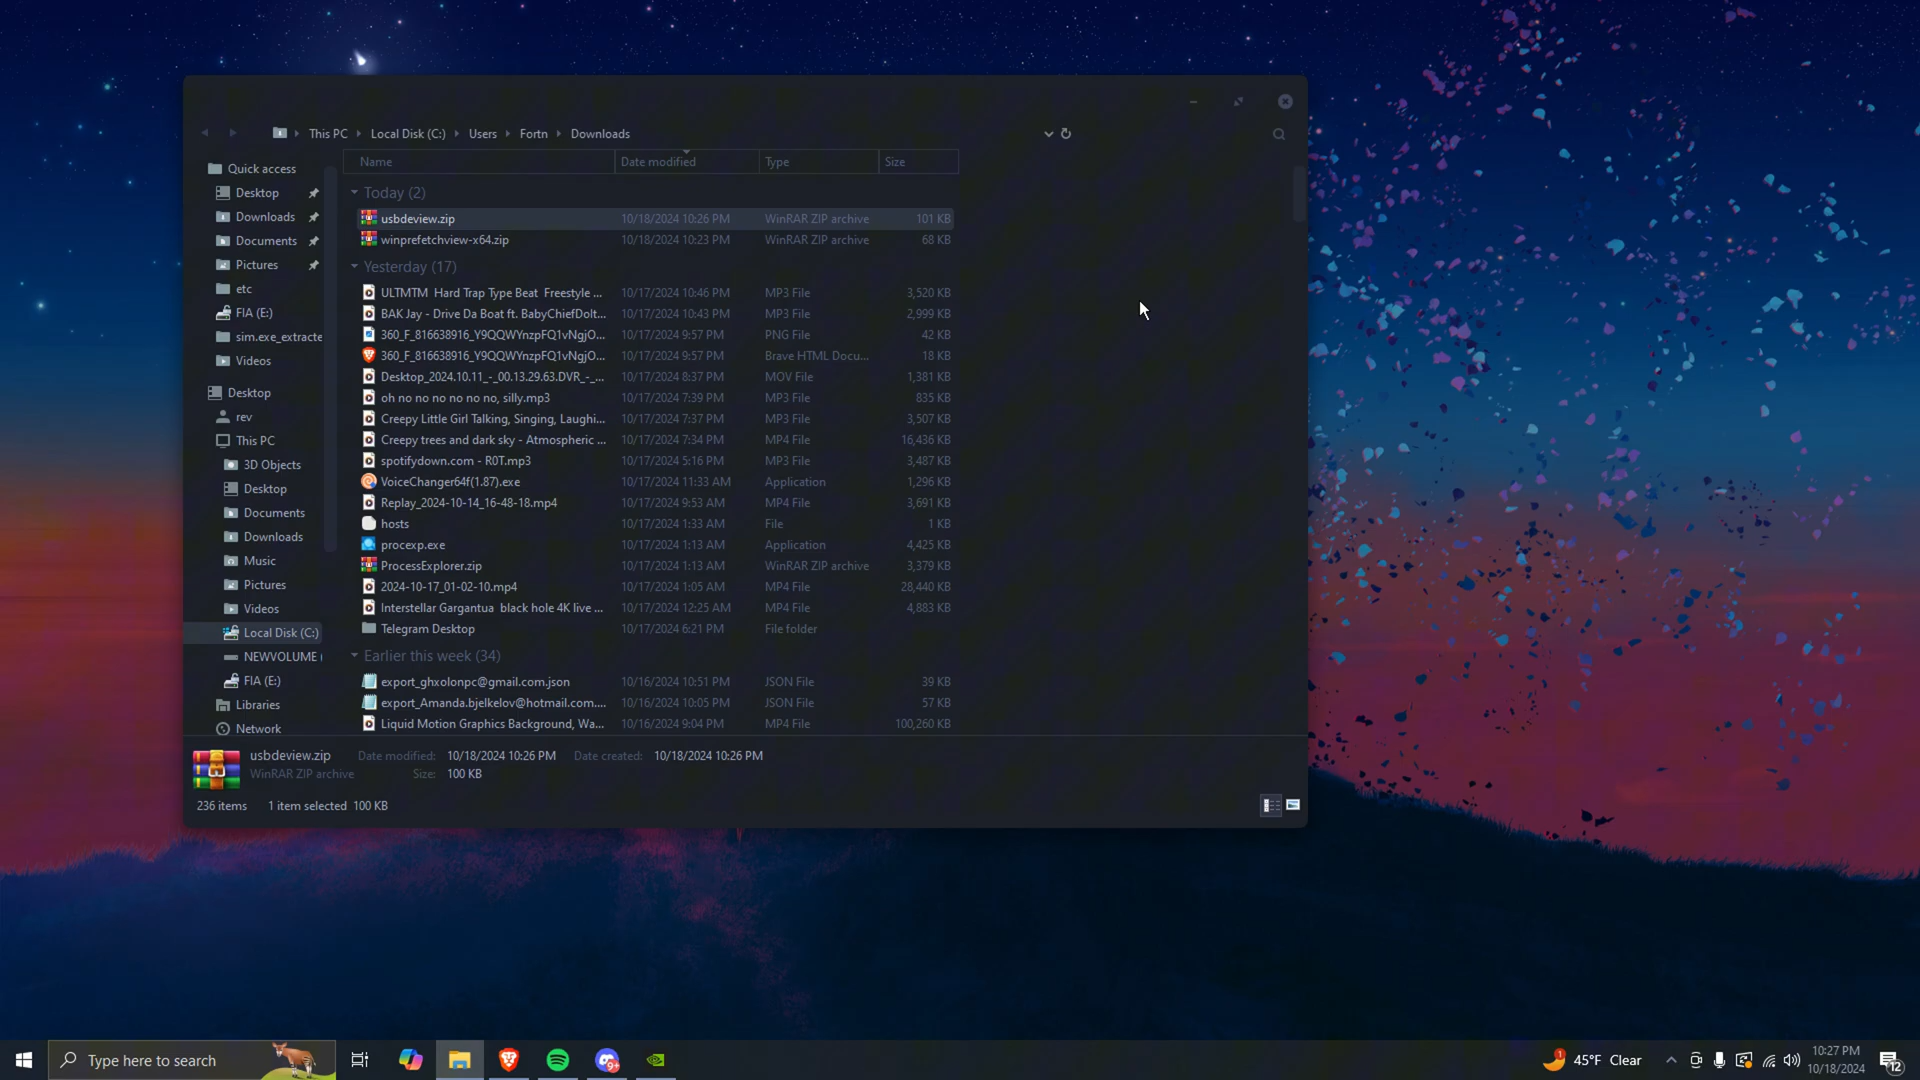 This PC Local Disk (C:) Users Fortn Downloads
Name Date modified Type Size
Quick access
Desktop
Downloads
Documents
Pictures
etc
FIA (E:)
sim.exe_extracte
Videos
Desktop
rev
This PC
3D Objects
Desktop
Documents
Downloads
Music
Pictures
Videos
Local Disk (C:)
NEWVOLUME (
FIA (E:)
Libraries
Network
Today (2)
usbdeview.zip 10/18/2024 10:26 PM WinRAR ZIP archive 101 KB
winprefetchview-x64.zip 10/18/2024 10:23 PM WinRAR ZIP archive 68 KB
Yesterday (17)
ULTMTM Hard Trap Type Beat Freestyle ... 10/17/2024 10:46 PM MP3 File 3,520 KB
BAK Jay - Drive Da Boat ft. BabyChiefDoIt... 10/17/2024 10:43 PM MP3 File 2,999 KB
360_F_816638916_Y9QQWYnzpFQ1vNgjO... 10/17/2024 9:57 PM PNG File 42 KB
360_F_816638916_Y9QQWYnzpFQ1vNgjO... 10/17/2024 9:57 PM Brave HTML Docu... 18 KB
Desktop_2024.10.11_-_00.13.29.63.DVR_-_... 10/17/2024 8:37 PM MOV File 1,381 KB
oh no no no no no no, silly.mp3 10/17/2024 7:39 PM MP3 File 835 KB
Creepy Little Girl Talking, Singing, Laughi... 10/17/2024 7:37 PM MP3 File 3,507 KB
Creepy trees and dark sky - Atmospheric ... 10/17/2024 7:34 PM MP4 File 16,436 KB
spotifydown.com - R0T.mp3 10/17/2024 5:16 PM MP3 File 3,487 KB
VoiceChanger64f(1.87).exe 10/17/2024 11:33 AM Application 1,296 KB
Replay_2024-10-14_16-48-18.mp4 10/17/2024 9:53 AM MP4 File 3,691 KB
hosts 10/17/2024 1:33 AM File 1 KB
procexp.exe 10/17/2024 1:13 AM Application 4,425 KB
ProcessExplorer.zip 10/17/2024 1:13 AM WinRAR ZIP archive 3,379 KB
2024-10-17_01-02-10.mp4 10/17/2024 1:05 AM MP4 File 28,440 KB
Interstellar Gargantua black hole 4K live ... 10/17/2024 12:25 AM MP4 File 4,883 KB
Telegram Desktop 10/17/2024 6:21 PM File folder
Earlier this week (34)
export_ghxolonpc@gmail.com.json 10/16/2024 10:51 PM JSON File 39 KB
export_Amanda.bjelkelov@hotmail.com.... 10/16/2024 10:05 PM JSON File 57 KB
Liquid Motion Graphics Background, Wa... 10/16/2024 9:04 PM MP4 File 100,260 KB
usbdeview.zip Date modified: 10/18/2024 10:26 PM Date created: 10/18/2024 10:26 PM
WinRAR ZIP archive Size: 100 KB
236 items 1 item selected 100 KB
Type here to search
9+
1
45°F Clear
10:27 PM
10/18/2024
12